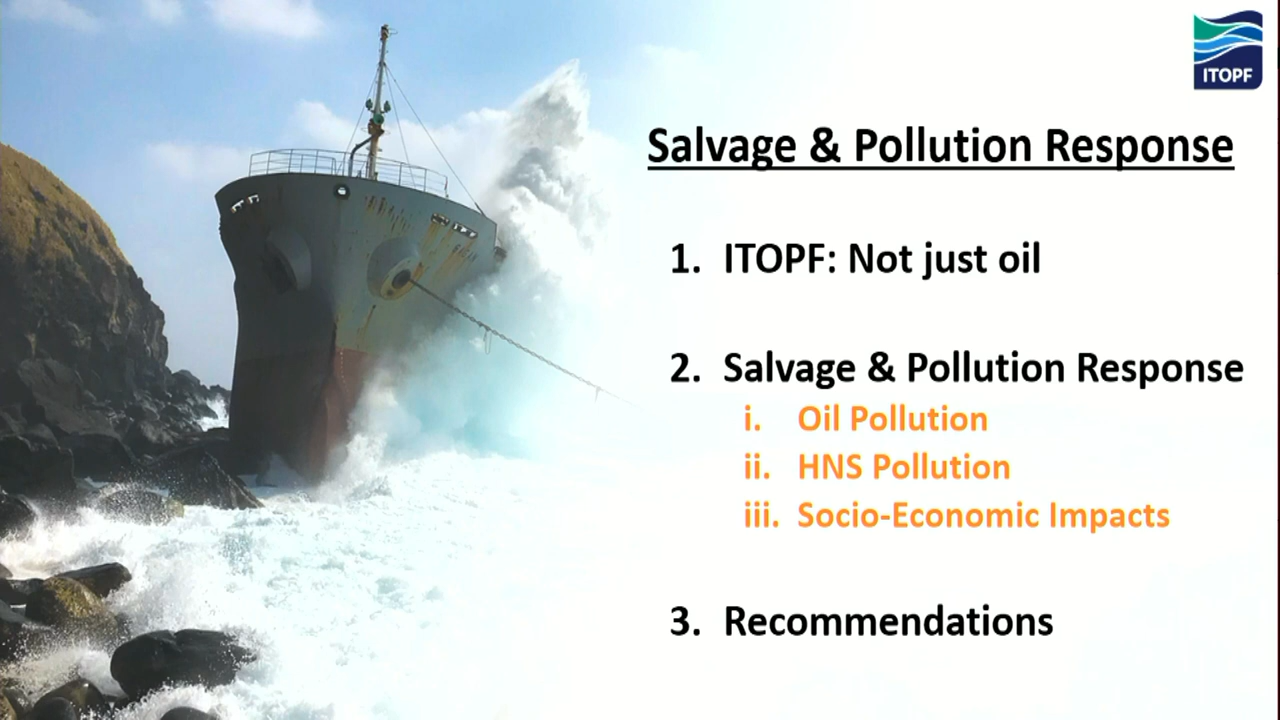 ITOPF
Salvage & Pollution Response
1. ITOPF: Not just oil
2. Salvage & Pollution Response
i. Oil Pollution
ii. HNS Pollution
iii. Socio-Economic Impacts
3. Recommendations